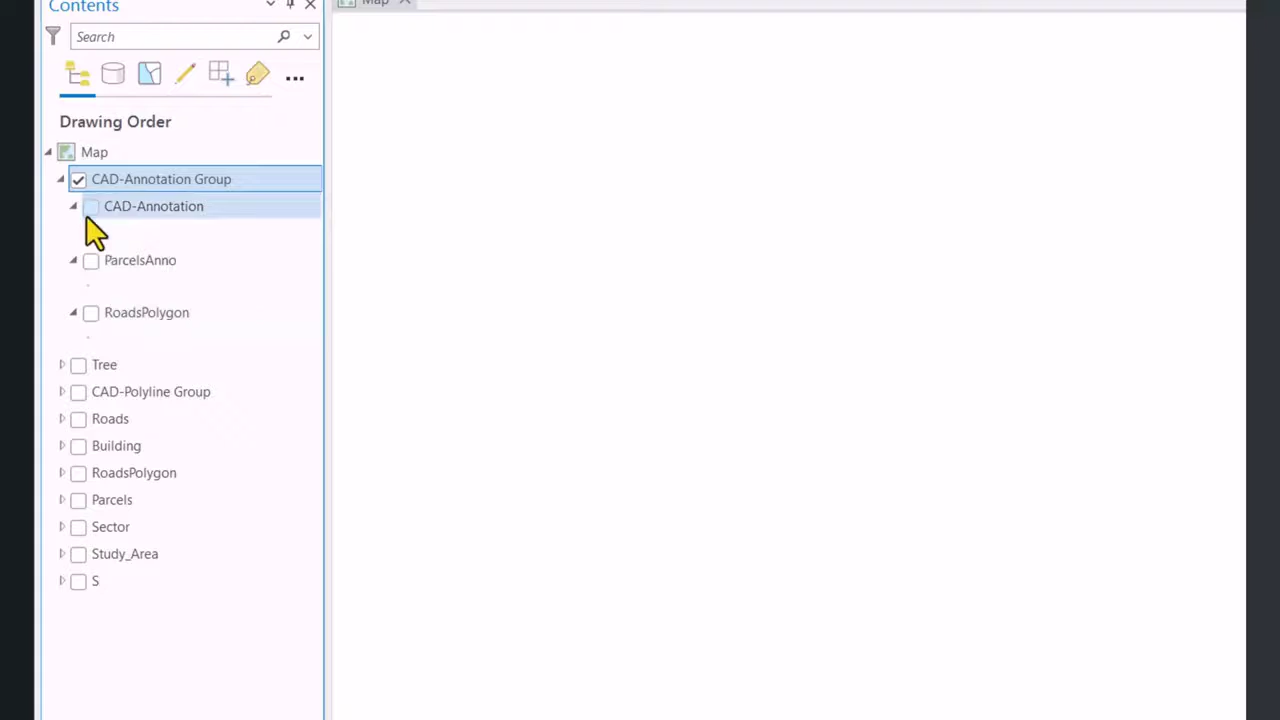 Contents
Map
Search
Drawing Order
Map
CAD-Annotation Group
CAD-Annotation
ParcelsAnno
RoadsPolygon
Tree
CAD-Polyline Group
Roads
Building
RoadsPolygon
Parcels
Sector
Study_Area
S